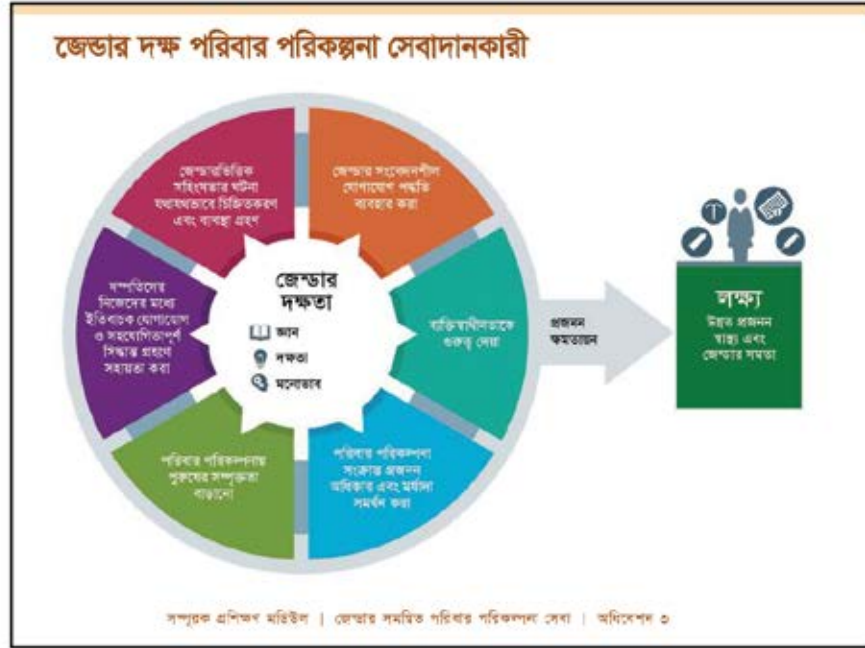 জেন্ডার দক্ষ পরিবার পরিকল্পনা সেবাদানকারী
জেন্ডারভিত্তিক
সহিংসতার ঘটনা
যথাযথভাবে চিহ্নিতকরণ
এবং ব্যবস্থা গ্রহণ
জেন্ডার সংবেদনশীল
যোগাযোগ পদ্ধতি
ব্যবহার করা
ব্যক্তিস্বাধীনতাকে
গুরুত্ব দেয়া
পরিবার পরিকল্পনা
সংক্রান্ত প্রজনন
অধিকার এবং মর্যাদা
সমর্থন করা
পরিবার পরিকল্পনায়
পুরুষের সম্পৃক্ততা
বাড়ানো
দম্পতিদের
নিজেদের মধ্যে
ইতিবাচক যোগাযোগ
ও সহযোগিতাপূর্ণ
সিদ্ধান্ত গ্রহণে
সহায়তা করা
জেন্ডার
দক্ষতা
জ্ঞান
দক্ষতা
মনোভাব
প্রজনন
ক্ষমতায়ন
লক্ষ্য
উন্নত প্রজনন
স্বাস্থ্য এবং
জেন্ডার সমতা
সম্পূরক প্রশিক্ষণ মডিউল | জেন্ডার সমন্বিত পরিবার পরিকল্পনা সেবা | অধিবেশন ৩